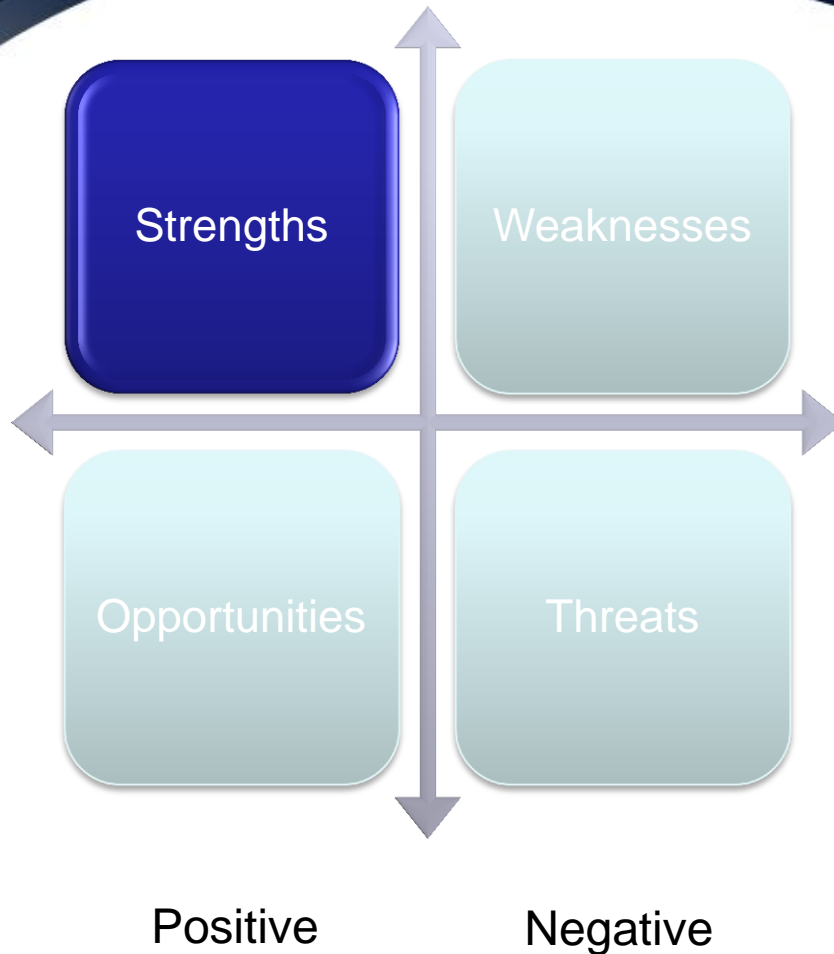 Strengths
Weaknesses
Opportunities
Threats
Positive
Negative